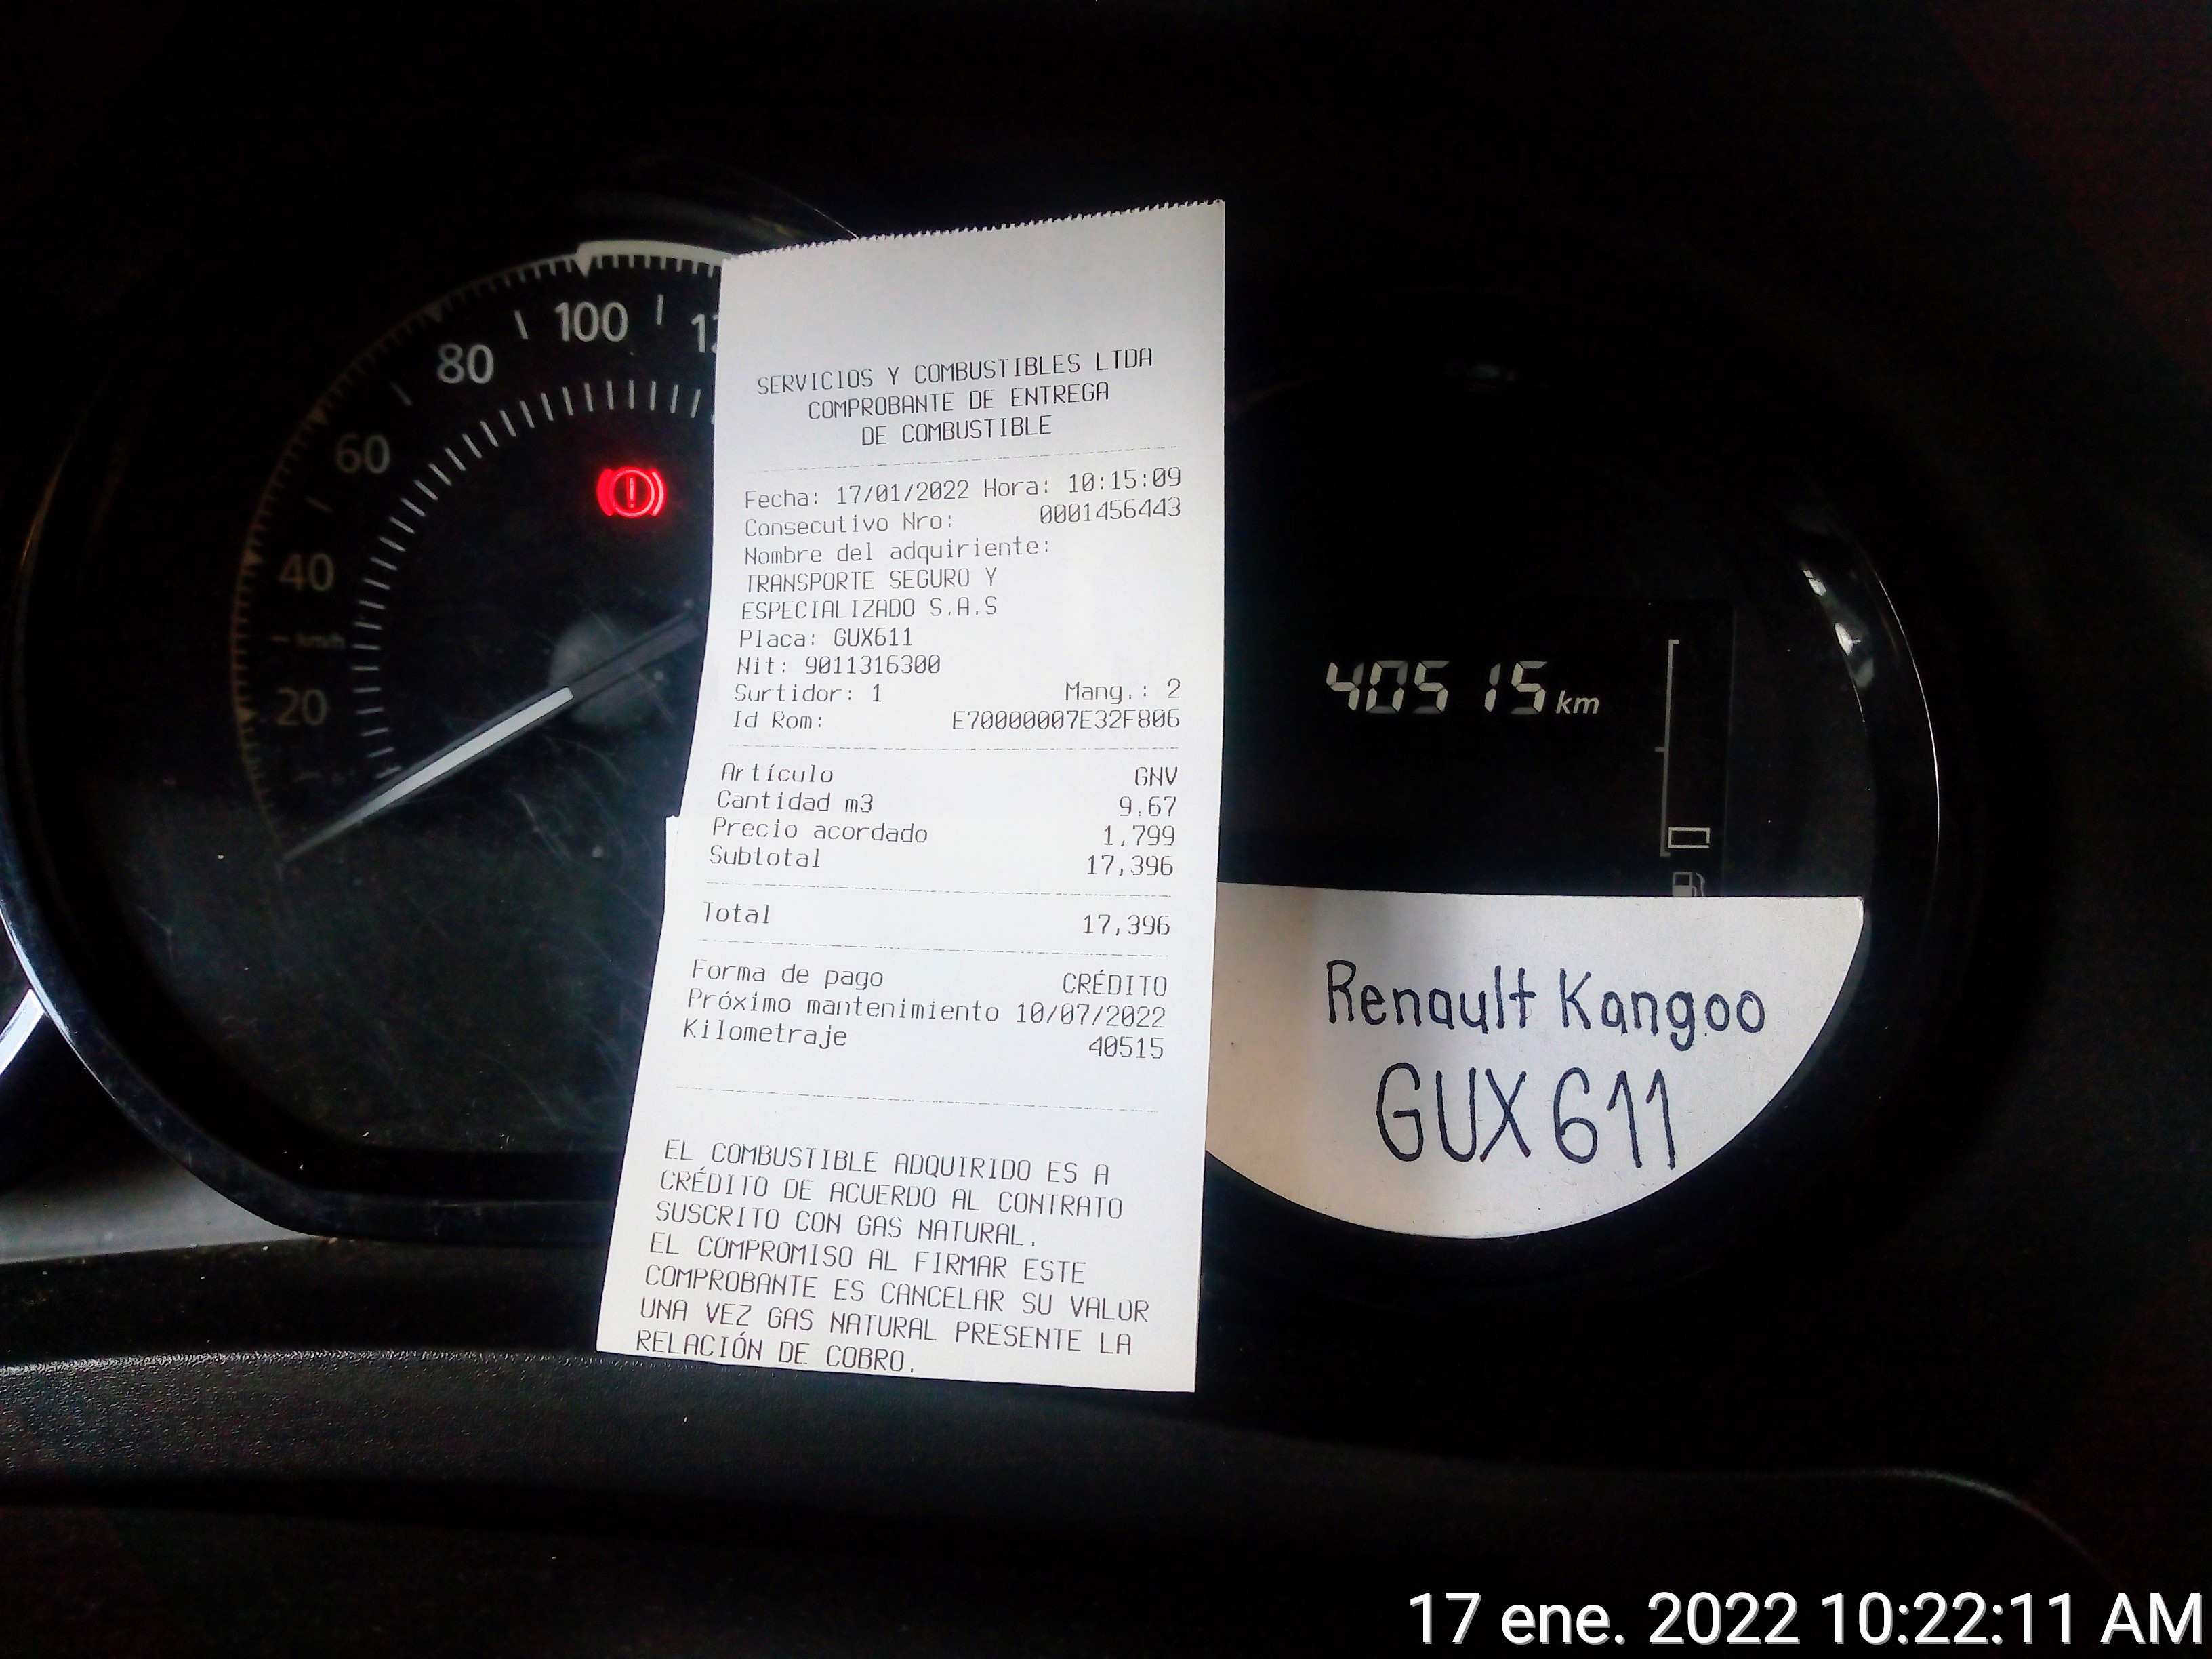 80
100
60
40
km/h
20
SERVICIOS Y COMBUSTIBLES LTDA
COMPROBANTE DE ENTREGA
DE COMBUSTIBLE
Fecha: 17/01/2022 Hora: 10:15:09
Consecutivo Nro: 0001456443
Nombre del adquiriente:
TRANSPORTE SEGURO Y
ESPECIALIZADO S.A.S
Placa: GUX611
Nit: 9011316300
Surtidor: 1 Mang.: 2
Id Rom: E70000007E32F806
Artículo GNV
Cantidad m3 9.67
Precio acordado 1,799
Subtotal 17,396
Total 17,396
Forma de pago CRÉDITO
Próximo mantenimiento 10/07/2022
Kilometraje 40515
EL COMBUSTIBLE ADQUIRIDO ES A
CRÉDITO DE ACUERDO AL CONTRATO
SUSCRITO CON GAS NATURAL.
EL COMPROMISO AL FIRMAR ESTE
COMPROBANTE ES CANCELAR SU VALOR
UNA VEZ GAS NATURAL PRESENTE LA
RELACIÓN DE COBRO.
40515 km
Renault Kangoo
GUX611
17 ene. 2022 10:22:11 AM